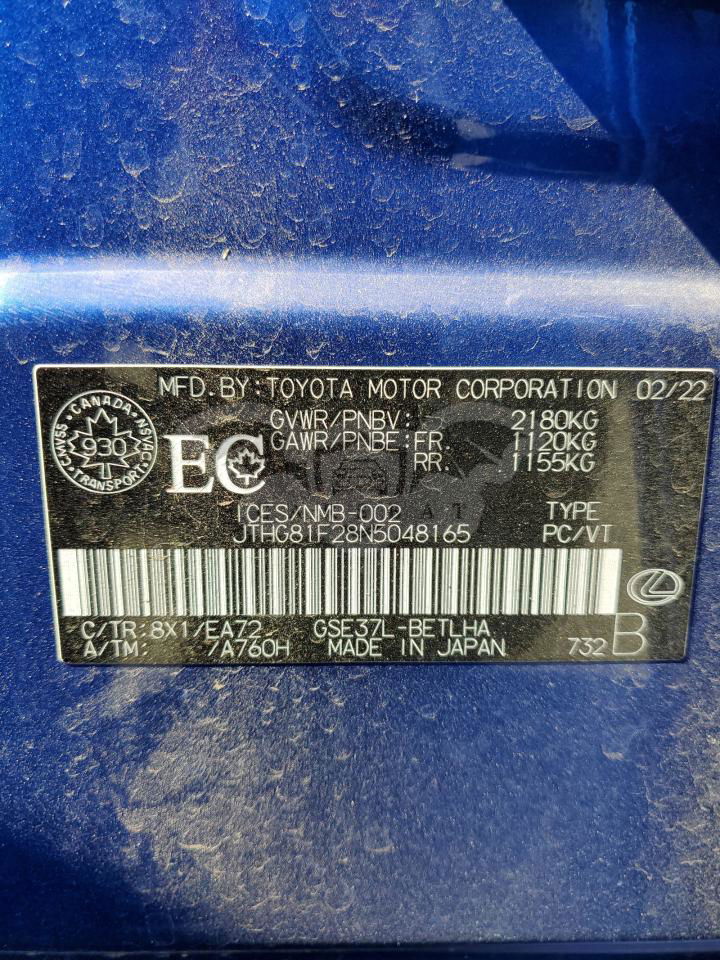 MFD.BY:TOYOTA MOTOR CORPORATION 02/22
GVWR/PNBV: 2180KG
GAWR/PNBE:FR. 1120KG
RR. 1155KG
CANADA
CMVSS NSVAC
930
TRANSPORT
EC
ICES/NMB-002 TYPE
JTHG81F28N5048165 PC/VT
C/TR:8X1/EA72 GSE37L-BETLHA
A/TM: /A760H MADE IN JAPAN 732 B